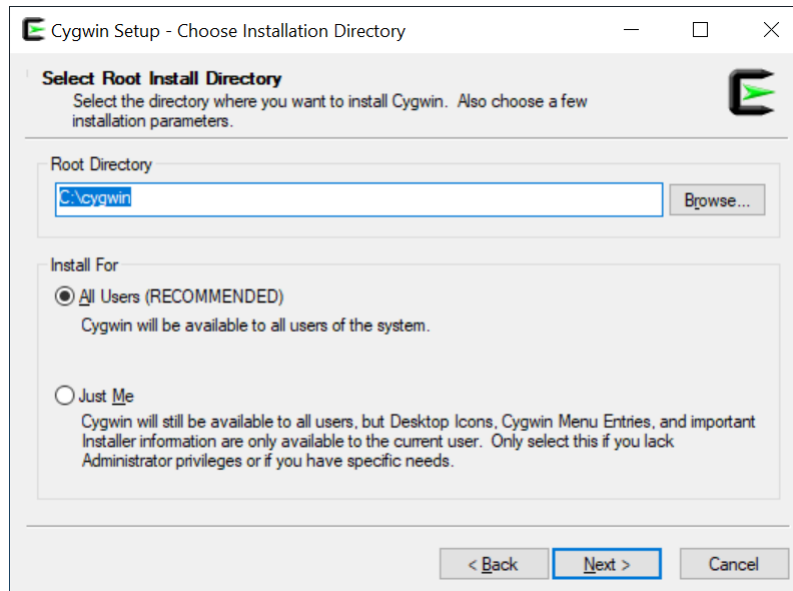 Cygwin Setup - Choose Installation Directory
Select Root Install Directory
Select the directory where you want to install Cygwin. Also choose a few
installation parameters.
Root Directory
C:\cygwin
Browse...
Install For
All Users (RECOMMENDED)
Cygwin will be available to all users of the system.
Just Me
Cygwin will still be available to all users, but Desktop Icons, Cygwin Menu Entries, and important
Installer information are only available to the current user. Only select this if you lack
Administrator privileges or if you have specific needs.
< Back Next > Cancel